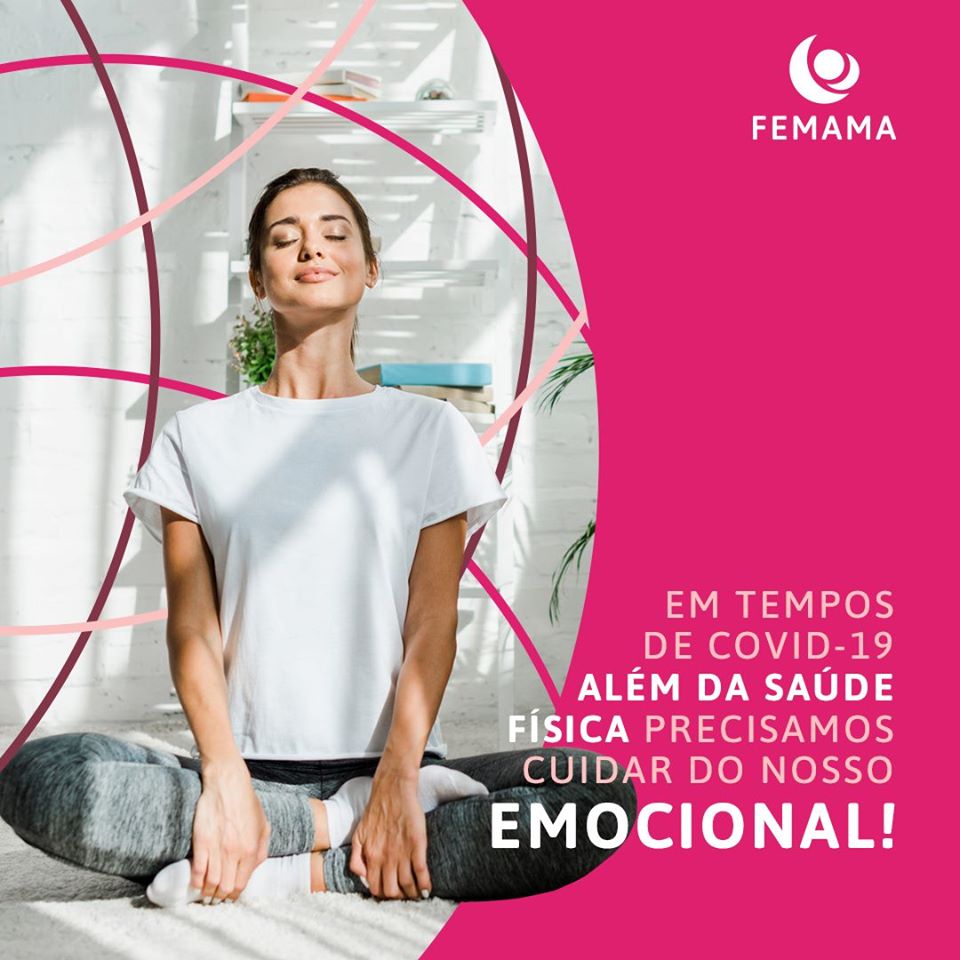 FEMAMA
EM TEMPOS
DE COVID-19
ALÉM DA SAÚDE
FÍSICA PRECISAMOS
CUIDAR DO NOSSO
EMOCIONAL!